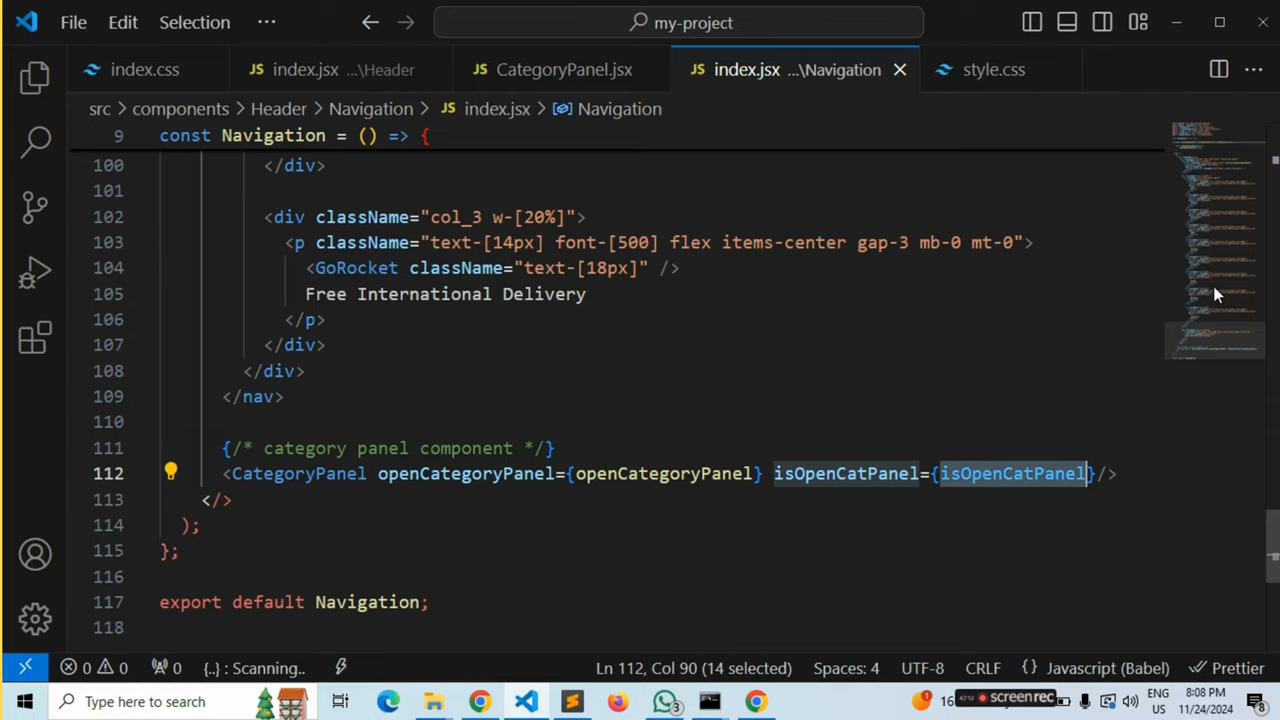 File Edit Selection ··· my-project
index.css index.jsx ...\Header CategoryPanel.jsx index.jsx ...\Navigation style.css
src > components > Header > Navigation > JS index.jsx > Navigation
9 const Navigation = () => {
100 </div>
101
102 <div className="col_3 w-[20%]">
103 <p className="text-[14px] font-[500] flex items-center gap-3 mb-0 mt-0">
104 <GoRocket className="text-[18px]" />
105 Free International Delivery
106 </p>
107 </div>
108 </div>
109 </nav>
110
111 {/* category panel component */}
112 <CategoryPanel openCategoryPanel={openCategoryPanel} isOpenCatPanel={isOpenCatPanel}/>
113 </>
114 );
115 };
116
117 export default Navigation;
118
0 0 0 {..} : Scanning.. Ln 112, Col 90 (14 selected) Spaces: 4 UTF-8 CRLF {} Javascript (Babel) Prettier
Type here to search 3 1 16 screenrec ENG US 8:08 PM 11/24/2024 8